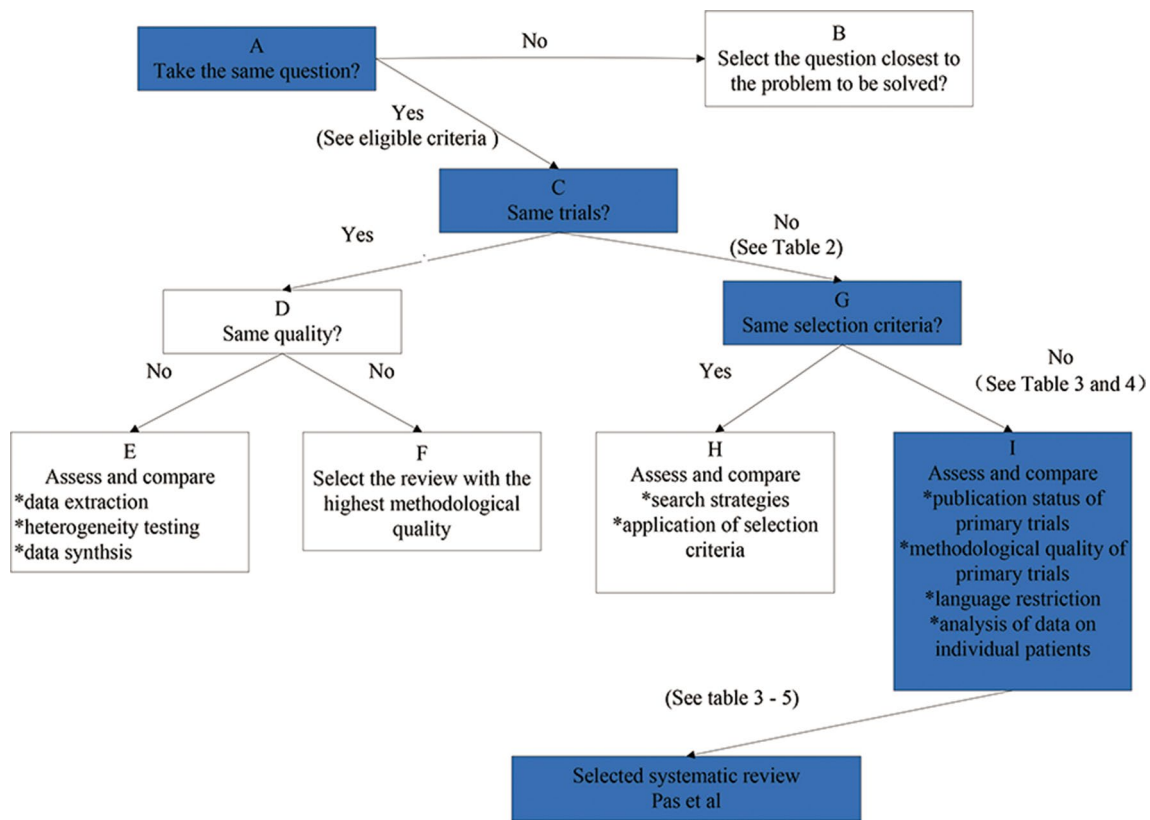 A
Take the same question?
No
B
Select the question closest to
the problem to be solved?
Yes
(See eligible criteria )
C
Same trials?
Yes
No
(See Table 2)
D
Same quality?
G
Same selection criteria?
No
No
Yes
No
(See Table 3 and 4)
E
Assess and compare
*data extraction
*heterogeneity testing
*data synthsis
F
Select the review with the
highest methodological
quality
H
Assess and compare
*search strategies
*application of selection
criteria
I
Assess and compare
*publication status of
primary trials
*methodological quality of
primary trials
*language restriction
*analysis of data on
individual patients
(See table 3 - 5)
Selected systematic review
Pas et al